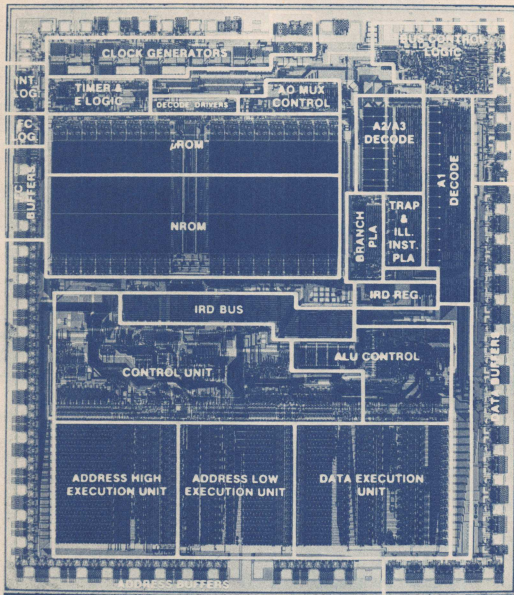 CLOCK GENERATORS
BUS CONTROL
LOGIC
INT.
LOG.
TIMER &
E LOGIC
DECODE DRIVERS
AO MUX
CONTROL
FC
LOG.
µROM
A2/A3
DECODE
A1
DECODE
BUFFERS
NROM
BRANCH
PLA
TRAP
&
ILL.
INST.
PLA
IRD BUS
IRD REG.
CONTROL UNIT
ALU CONTROL
DATA BUFFERS
ADDRESS HIGH
EXECUTION UNIT
ADDRESS LOW
EXECUTION UNIT
DATA EXECUTION
UNIT
ADDRESS BUFFERS